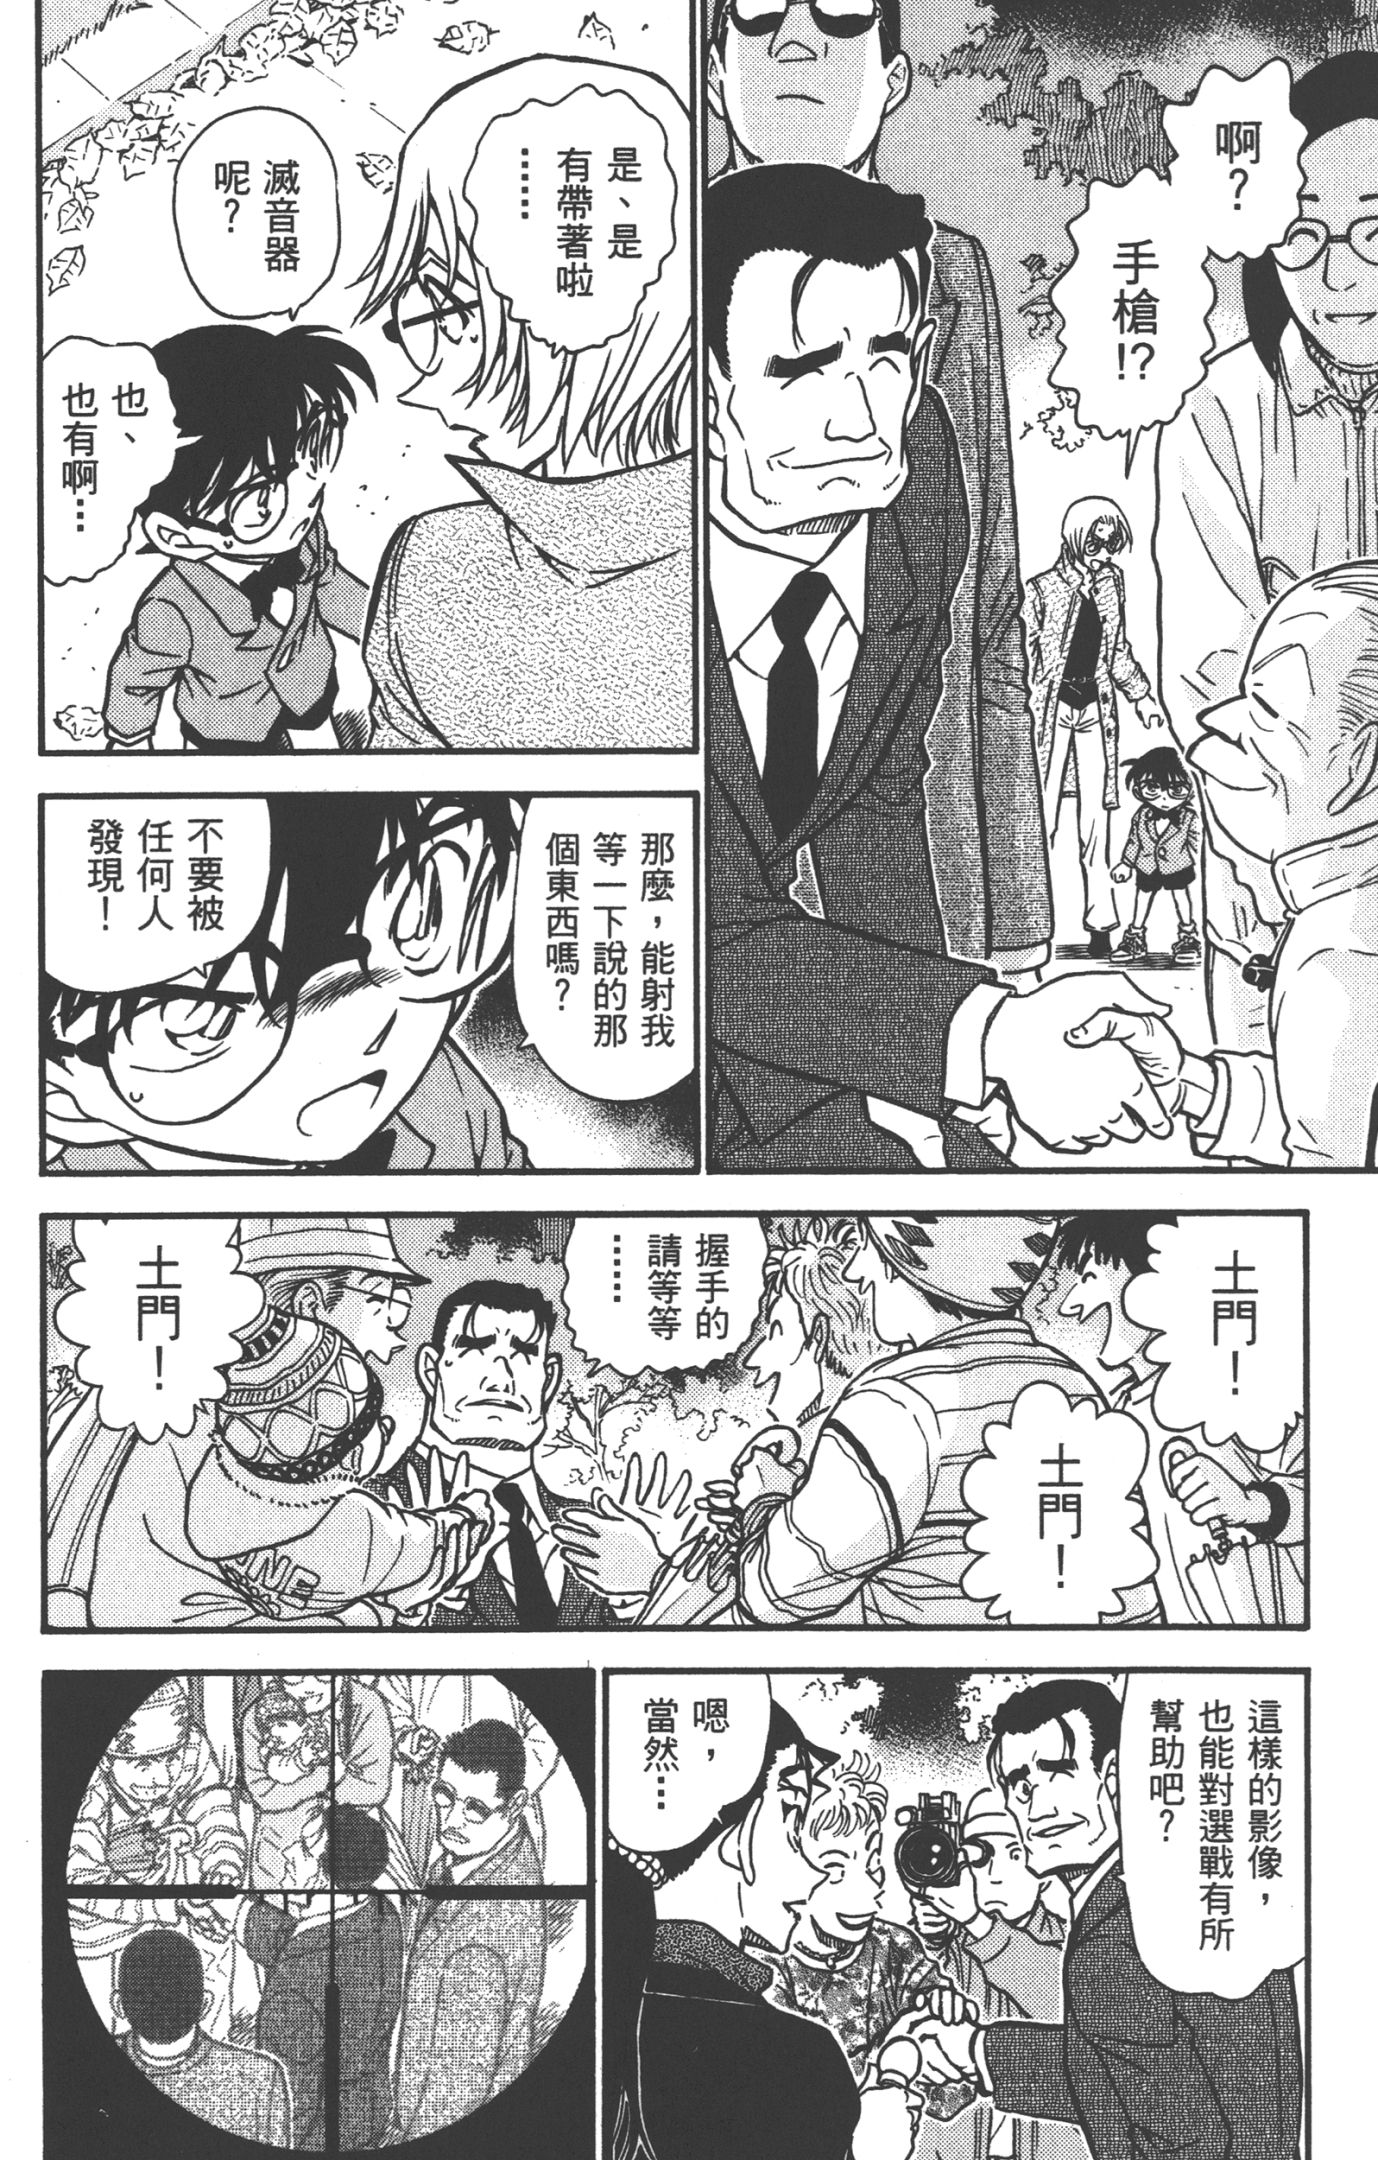 啊？
手槍!?
是、是
有帶著啦
……
滅音器
呢？
也、
也有啊…
那麼，能射我
等一下說的那
個東西嗎？
不要被
任何人
發現！
土門！
土門！
握手的
請等等
……
土門！
這樣的影像，
也能對選戰有所
幫助吧？
嗯，
當然…
NE